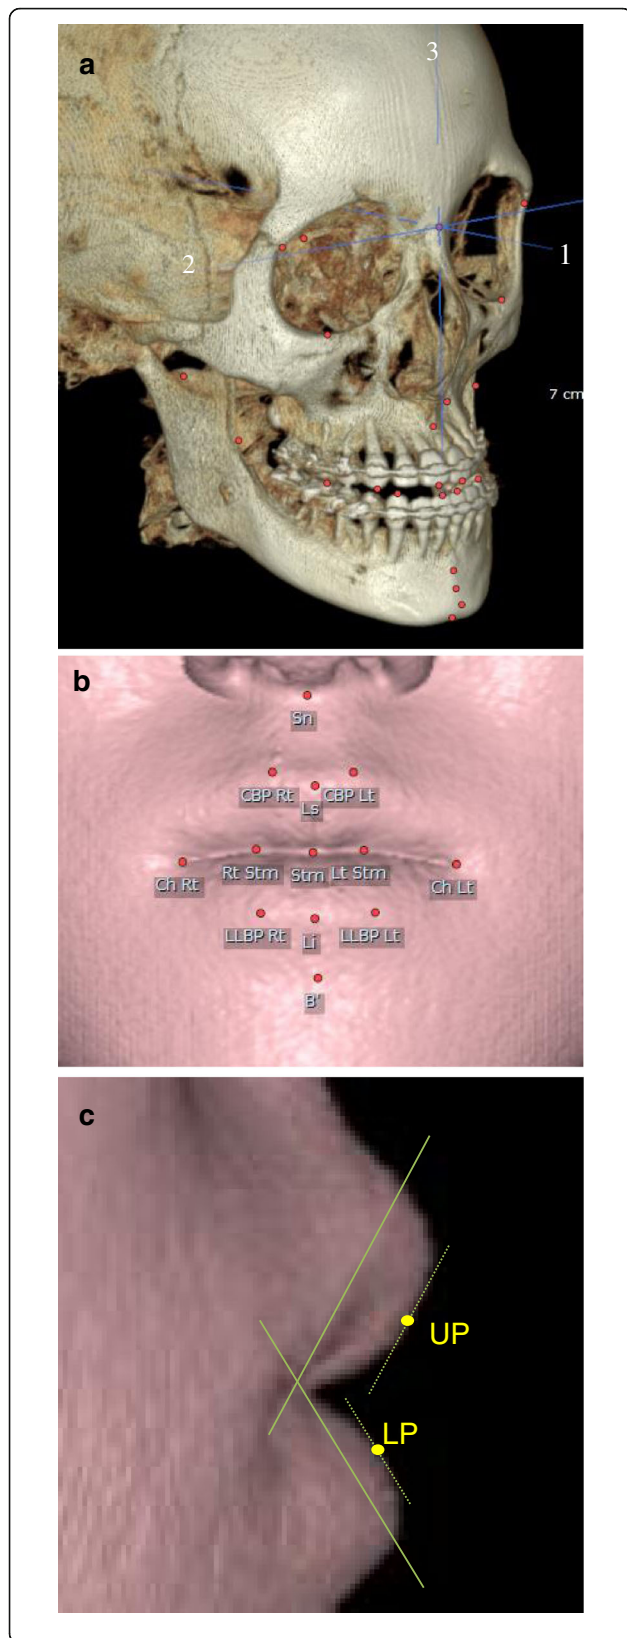 a
3
1
2
7 cm
b
Sn
CBP Rt
CBP Lt
Ls
Rt Stm
Stm
Lt Stm
Ch Rt
Ch Lt
LLBP Rt
Li
LLBP Lt
B'
c
UP
LP